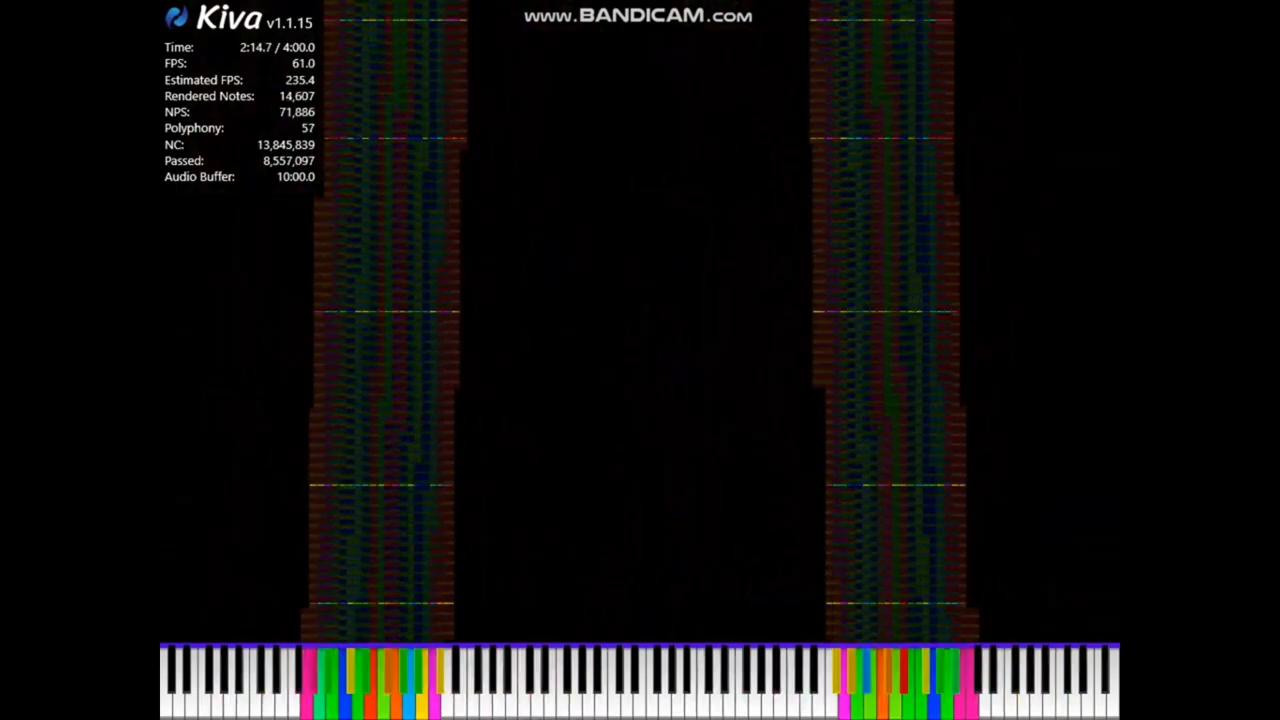 Kiva v1.1.15
www.BANDICAM.com
Time: 2:14.7 / 4:00.0
FPS: 61.0
Estimated FPS: 235.4
Rendered Notes: 14,607
NPS: 71,886
Polyphony: 57
NC: 13,845,839
Passed: 8,557,097
Audio Buffer: 10:00.0